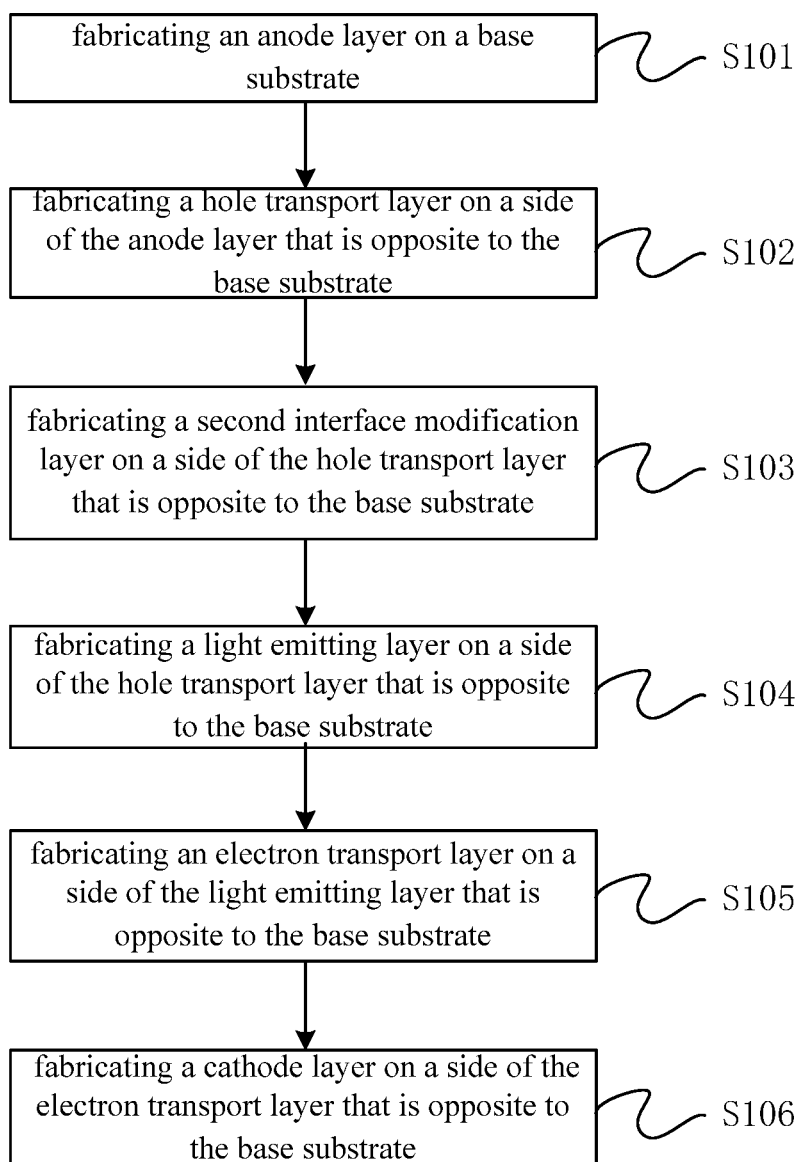 fabricating an anode layer on a base
substrate
S101
fabricating a hole transport layer on a side
of the anode layer that is opposite to the
base substrate
S102
fabricating a second interface modification
layer on a side of the hole transport layer
that is opposite to the base substrate
S103
fabricating a light emitting layer on a side
of the hole transport layer that is opposite
to the base substrate
S104
fabricating an electron transport layer on a
side of the light emitting layer that is
opposite to the base substrate
S105
fabricating a cathode layer on a side of the
electron transport layer that is opposite to
the base substrate
S106